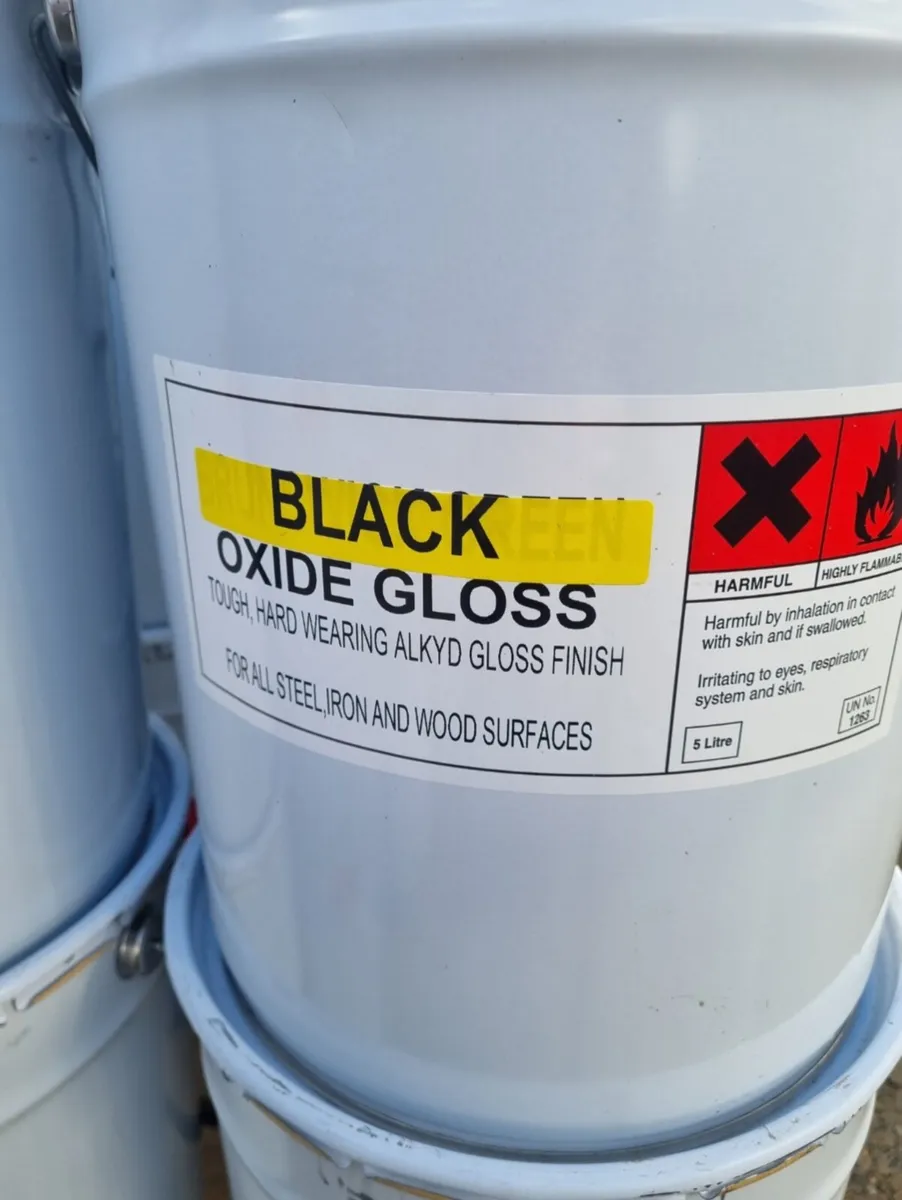 BLACK
OXIDE GLOSS
TOUGH, HARD WEARING ALKYD GLOSS FINISH
FOR ALL STEEL,IRON AND WOOD SURFACES
HARMFUL
HIGHLY FLAMMAB
Harmful by inhalation in contact
with skin and if swallowed.
Irritating to eyes, respiratory
system and skin.
5 Litre
UN No.
1263